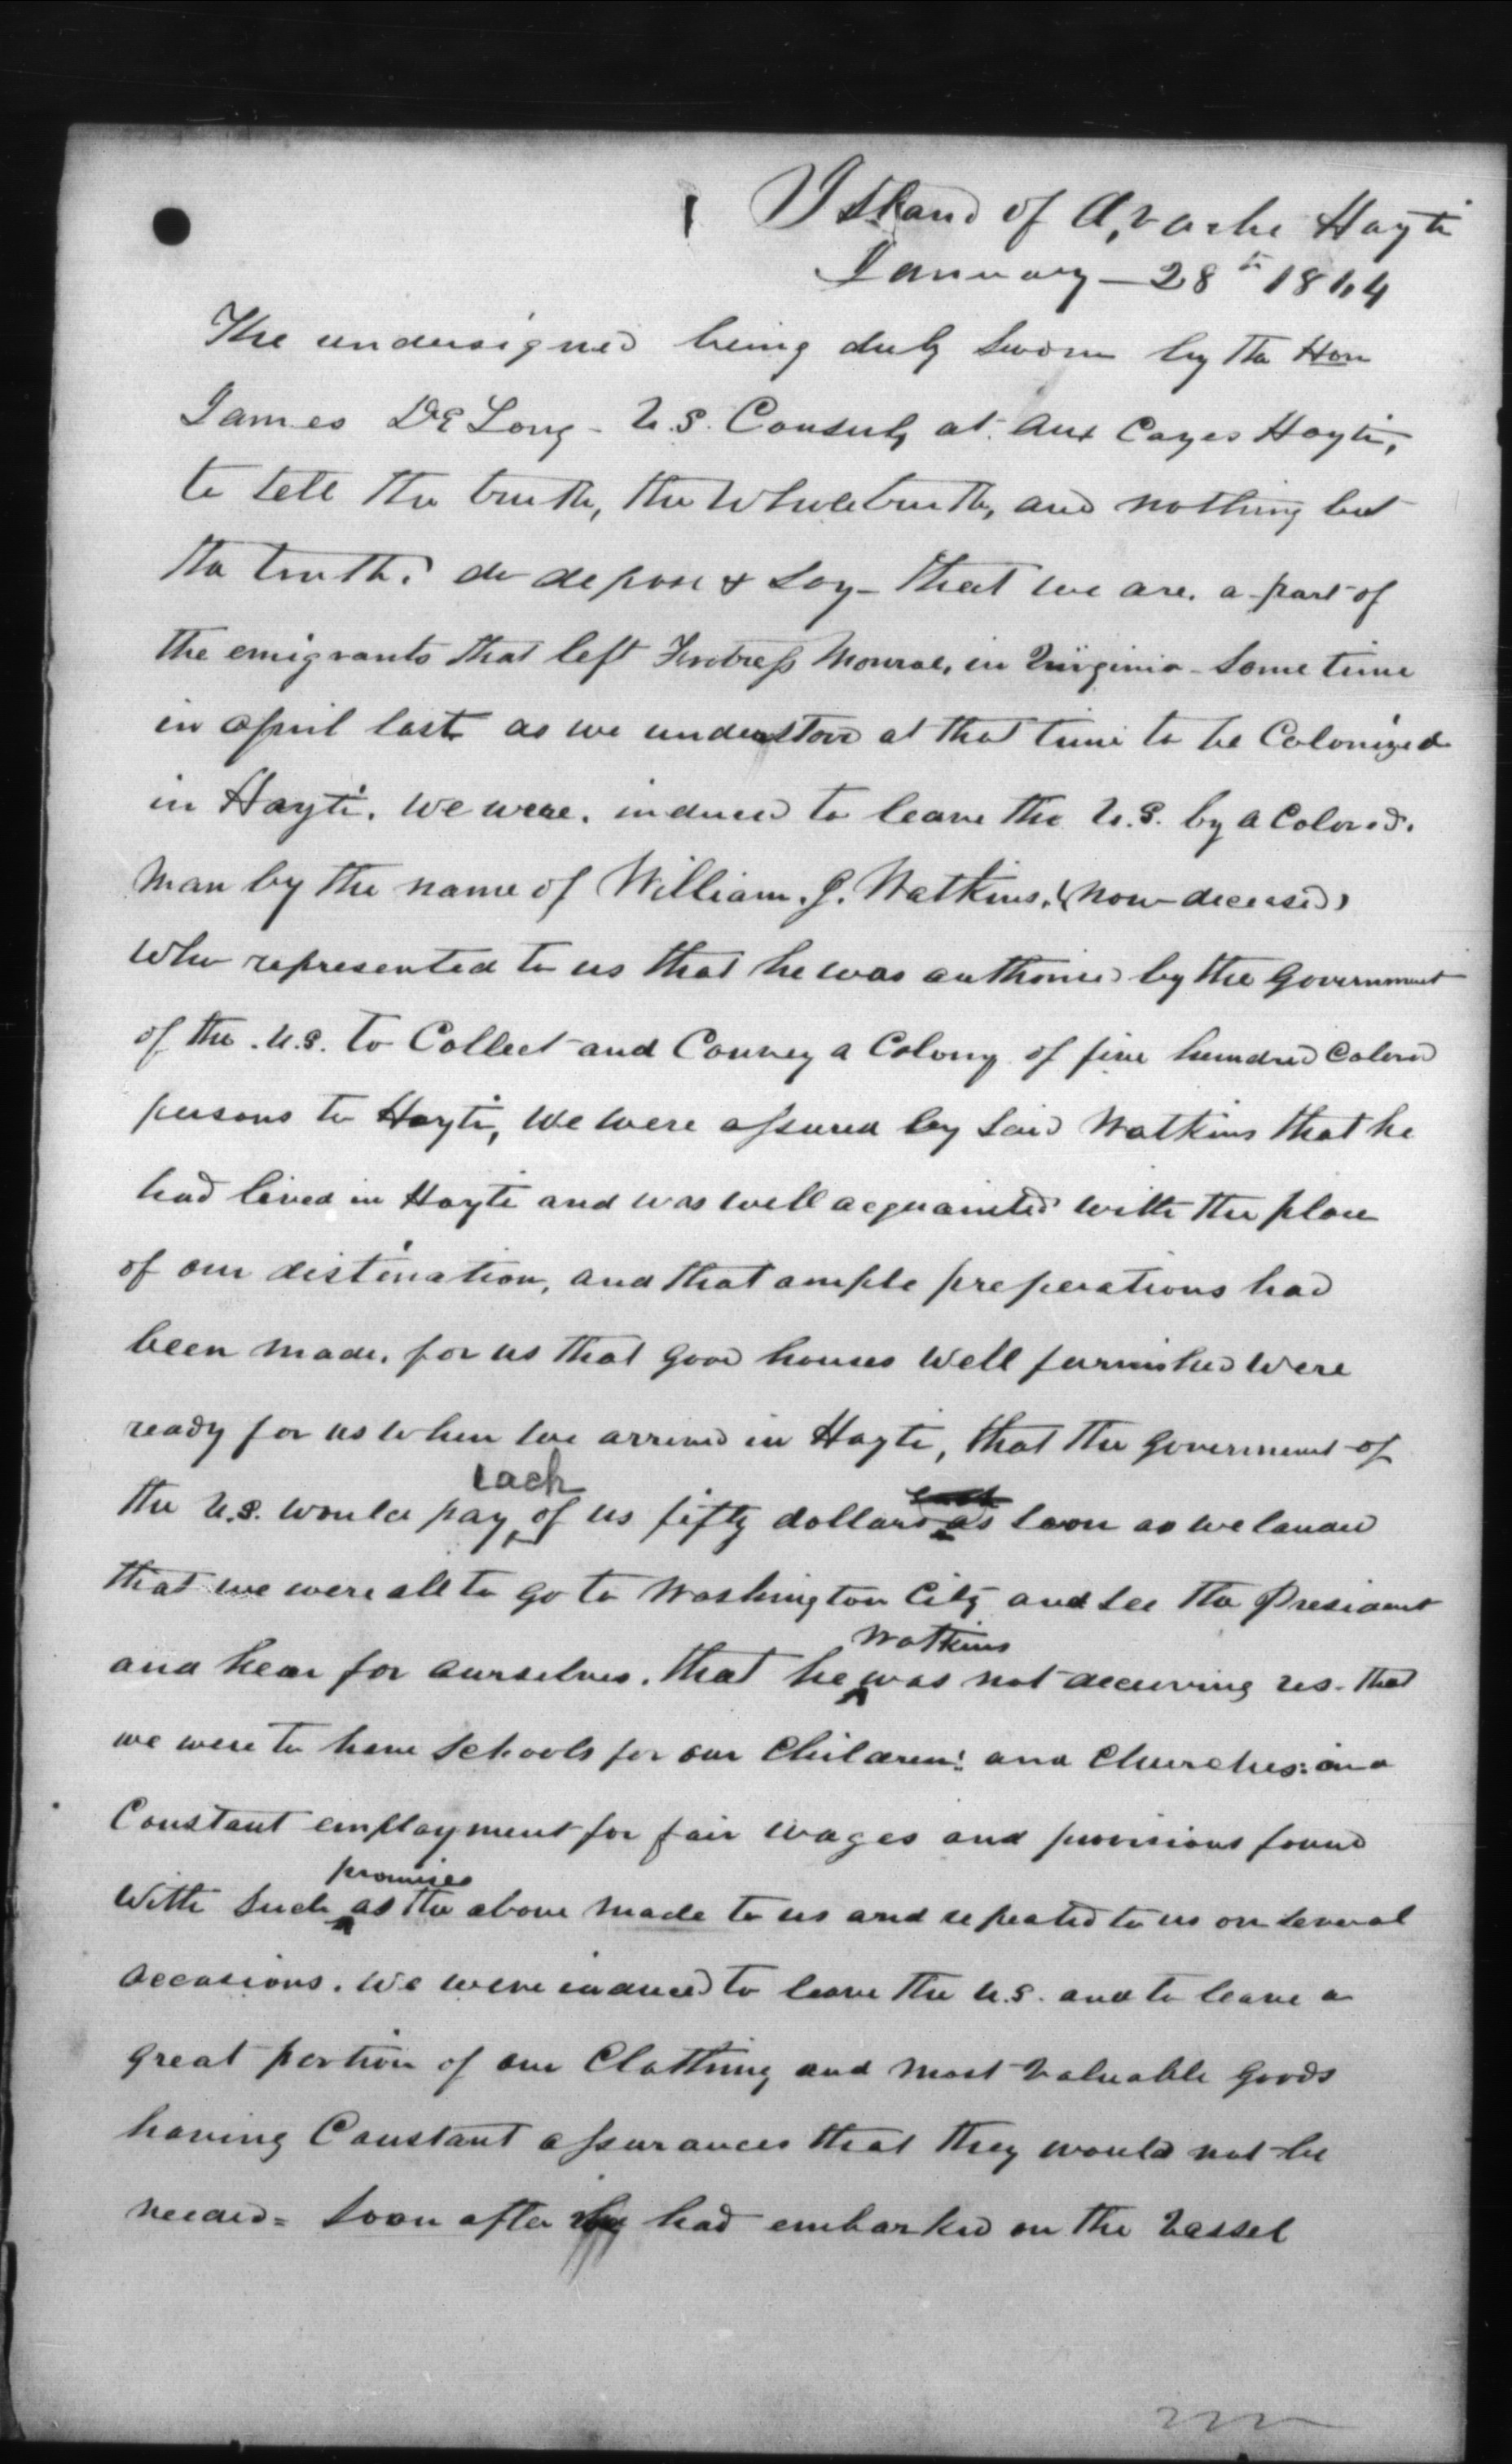 Island of A,vache Hayti
January – 28th 1864
The undersigned being duly sworn by the Hon
James De Long – U.S. Consul, at Aux Cayes Hayti,
to tell the truth, the whole truth, and nothing but
the truth. do depose & say – that we are. a part of
the emigrants that left Fortress Monroe, in Virginia – some time
in april last as we understood at that time to be Colonized
in Hayti. We were. induced to leave the U.S. by a Colored.
man by the name of William. J. Watkins, (now deceased)
who represented to us that he was authorised by the Government
of the .U.S. to Collect and Convey a Colony of five hundred Colored
persons to Hayti, We were assured by said Watkins that he
had lived in Hayti and was well acquainted with the place
of our distination, and that ample preperations had
been made, for us that good houses well furnished were
ready for us when we arrived in Hayti, that the government of
the U.S. would pay each of us fifty dollars as soon as we landed
that we were all to go to Washington City and see the President
and hear for ourselves. that he Watkins was not deceiving us – that
we were to have schools for our Children: and Churches: and
Constant employment for fair wages and provisions found
With such promises as the above made to us and repeated to us on several
occasions. We were induced to leave the U.S. and to leave a
great portion of our Clothing and most valuable goods
having Constant assurances that they would not be
needed = soon after had embarked on the vassel